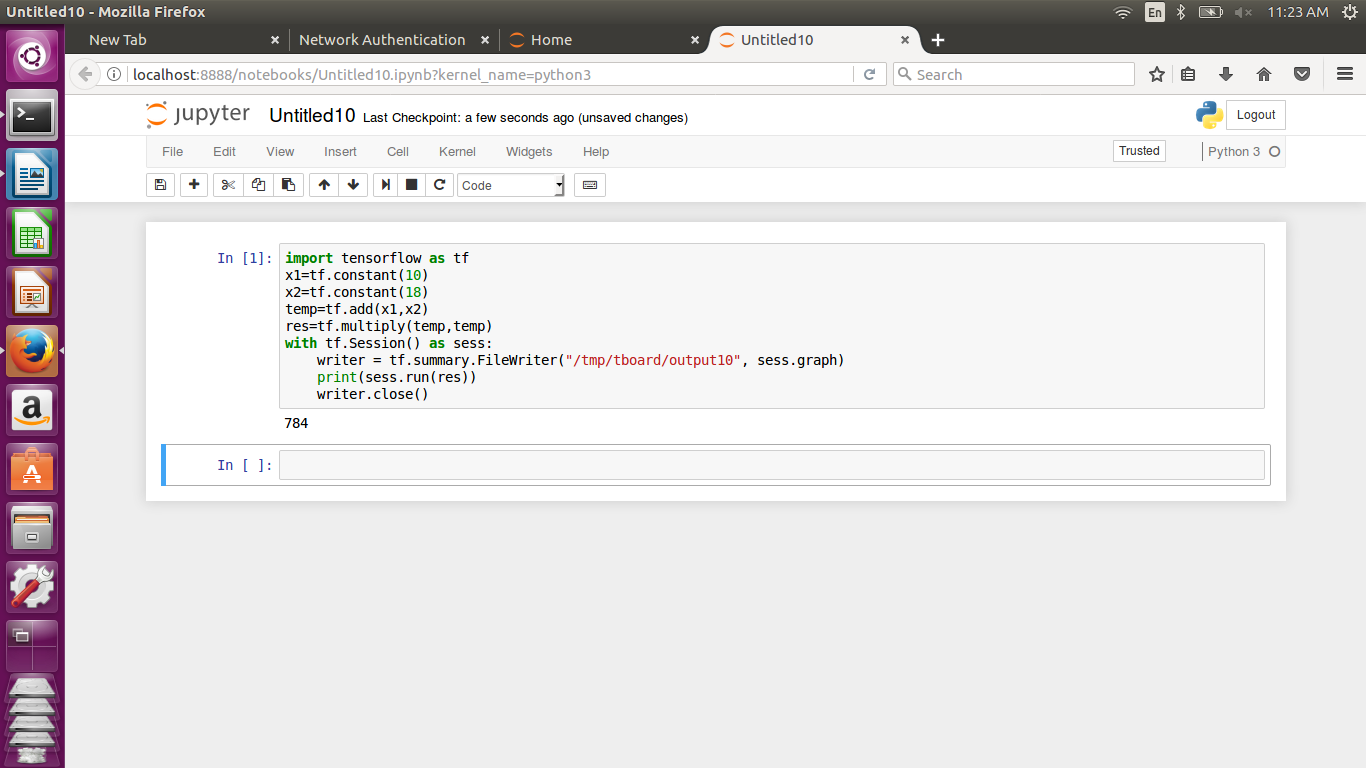 Untitled10 - Mozilla Firefox
En
11:23 AM
New Tab
Network Authentication
Home
Untitled10
localhost:8888/notebooks/Untitled10.ipynb?kernel_name=python3
Search
jupyter
Untitled10
Last Checkpoint: a few seconds ago (unsaved changes)
Logout
File
Edit
View
Insert
Cell
Kernel
Widgets
Help
Trusted
Python 3
Code
In [1]:
import tensorflow as tf
x1=tf.constant(10)
x2=tf.constant(18)
temp=tf.add(x1,x2)
res=tf.multiply(temp,temp)
with tf.Session() as sess:
    writer = tf.summary.FileWriter("/tmp/tboard/output10", sess.graph)
    print(sess.run(res))
    writer.close()
784
In [ ]: